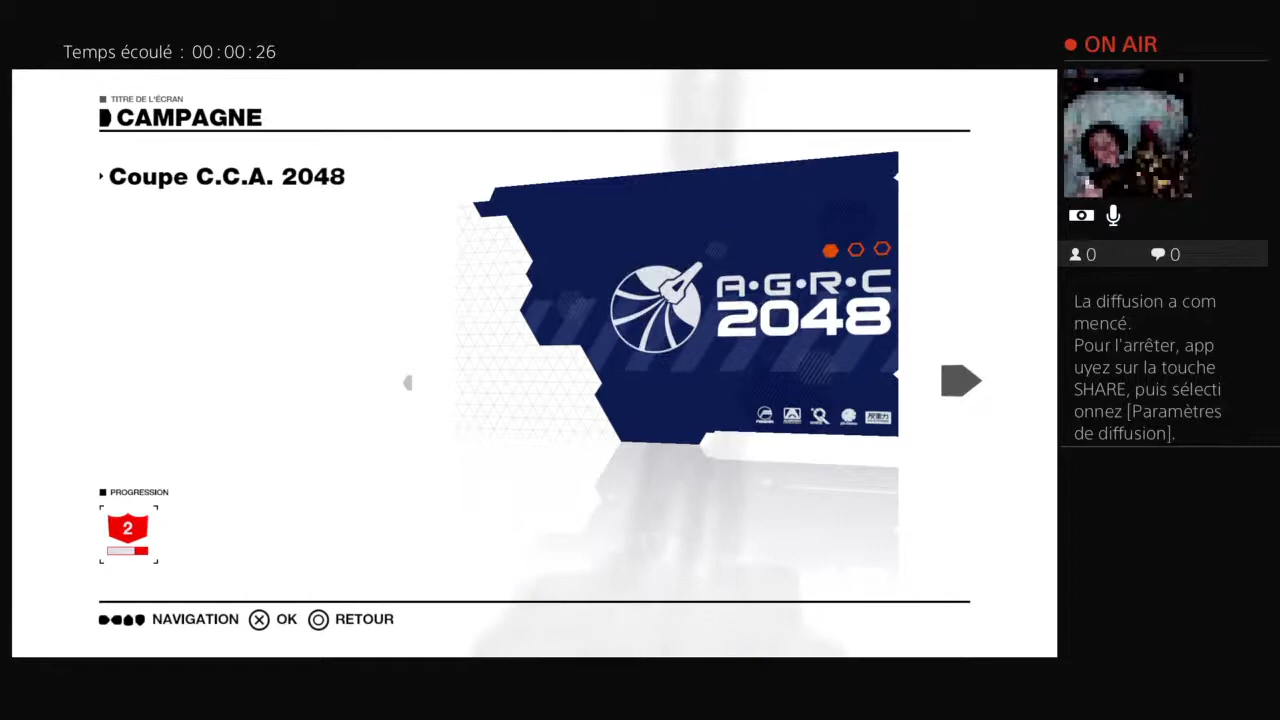 Temps écoulé : 00:00:26
ON AIR
TITRE DE L'ÉCRAN
CAMPAGNE
Coupe C.C.A. 2048
A·G·R·C
2048
0
0
La diffusion a com
mencé.
Pour l'arrêter, app
uyez sur la touche
SHARE, puis sélecti
onnez [Paramètres
de diffusion].
PROGRESSION
2
NAVIGATION OK RETOUR